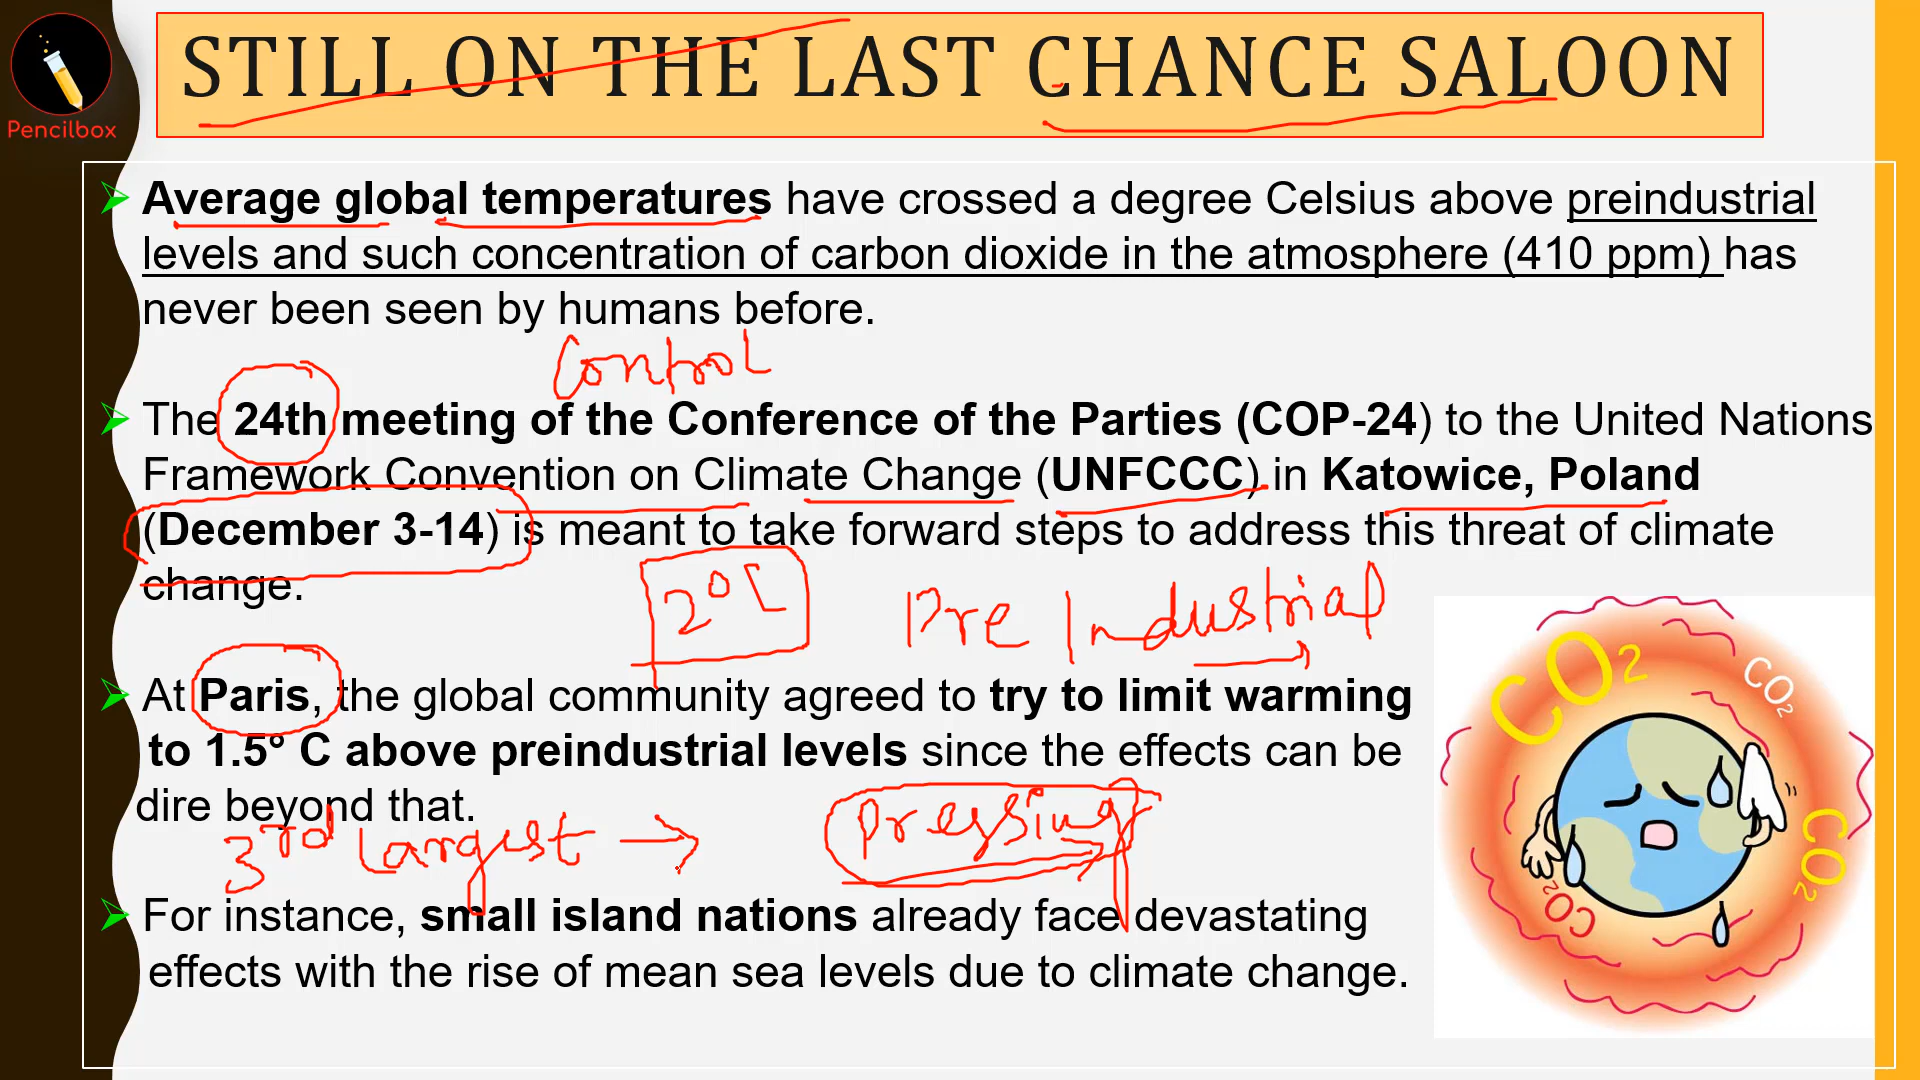 Pencilbox
STILL ON THE LAST CHANCE SALOON
Average global temperatures have crossed a degree Celsius above preindustrial
levels and such concentration of carbon dioxide in the atmosphere (410 ppm) has
never been seen by humans before.
Control
The 24th meeting of the Conference of the Parties (COP-24) to the United Nations
Framework Convention on Climate Change (UNFCCC) in Katowice, Poland
(December 3-14) is meant to take forward steps to address this threat of climate
change.
2°C Pre Industrial
At Paris, the global community agreed to try to limit warming
to 1.5° C above preindustrial levels since the effects can be
dire beyond that.
3rd largest → pressing
For instance, small island nations already face devastating
effects with the rise of mean sea levels due to climate change.
CO2
CO2
CO2
CO2